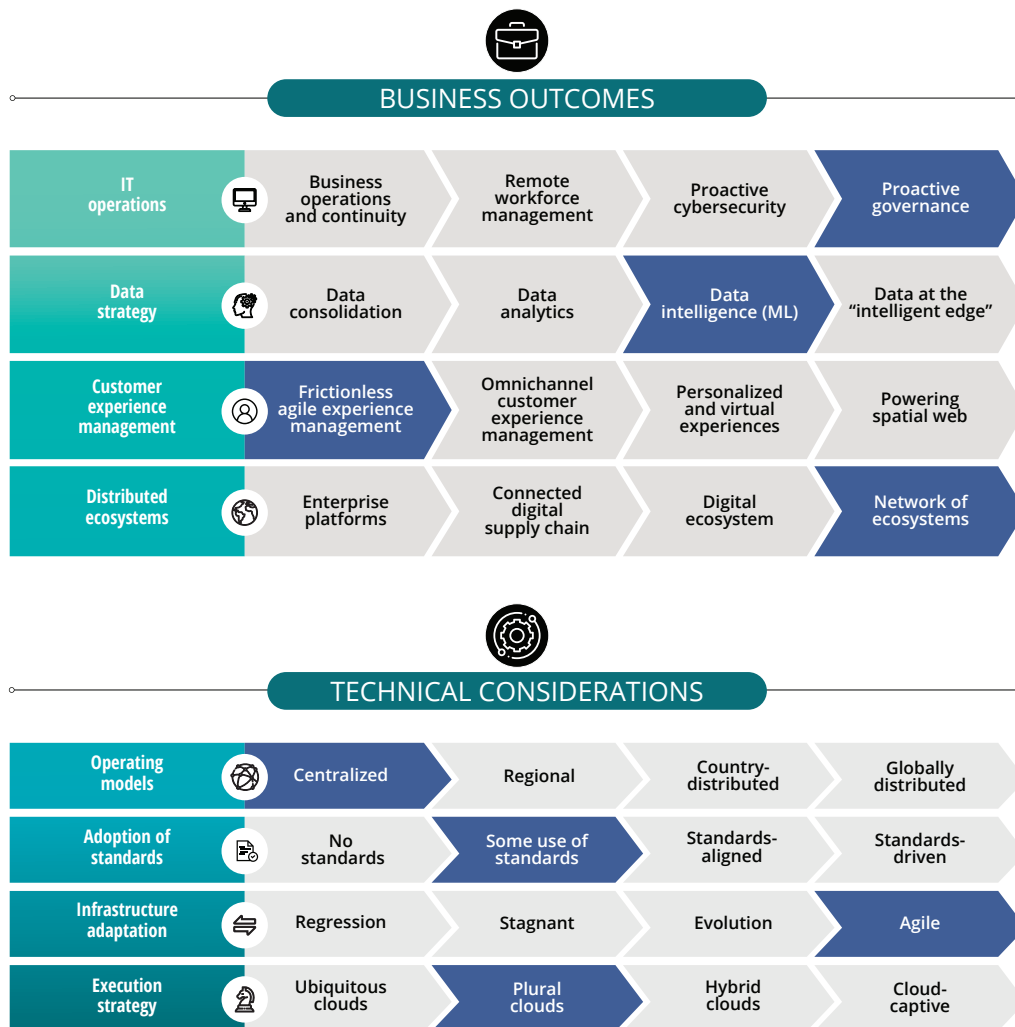 BUSINESS OUTCOMES
IT
operations
Business
operations
and continuity
Remote
workforce
management
Proactive
cybersecurity
Proactive
governance
Data
strategy
Data
consolidation
Data
analytics
Data
intelligence (ML)
Data at the
“intelligent edge”
Customer
experience
management
Frictionless
agile experience
management
Omnichannel
customer
experience
management
Personalized
and virtual
experiences
Powering
spatial web
Distributed
ecosystems
Enterprise
platforms
Connected
digital
supply chain
Digital
ecosystem
Network of
ecosystems
TECHNICAL CONSIDERATIONS
Operating
models
Centralized
Regional
Country-
distributed
Globally
distributed
Adoption of
standards
No
standards
Some use of
standards
Standards-
aligned
Standards-
driven
Infrastructure
adaptation
Regression
Stagnant
Evolution
Agile
Execution
strategy
Ubiquitous
clouds
Plural
clouds
Hybrid
clouds
Cloud-
captive